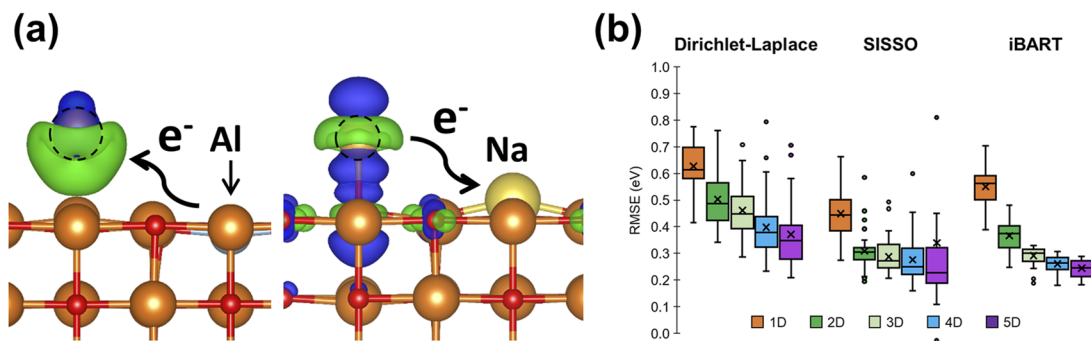 (a)
e⁻
Al
e⁻
Na
(b)
Dirichlet-Laplace SISSO iBART
RMSE (eV)
1.0
0.9
0.8
0.7
0.6
0.5
0.4
0.3
0.2
0.1
0.0
1D 2D 3D 4D 5D